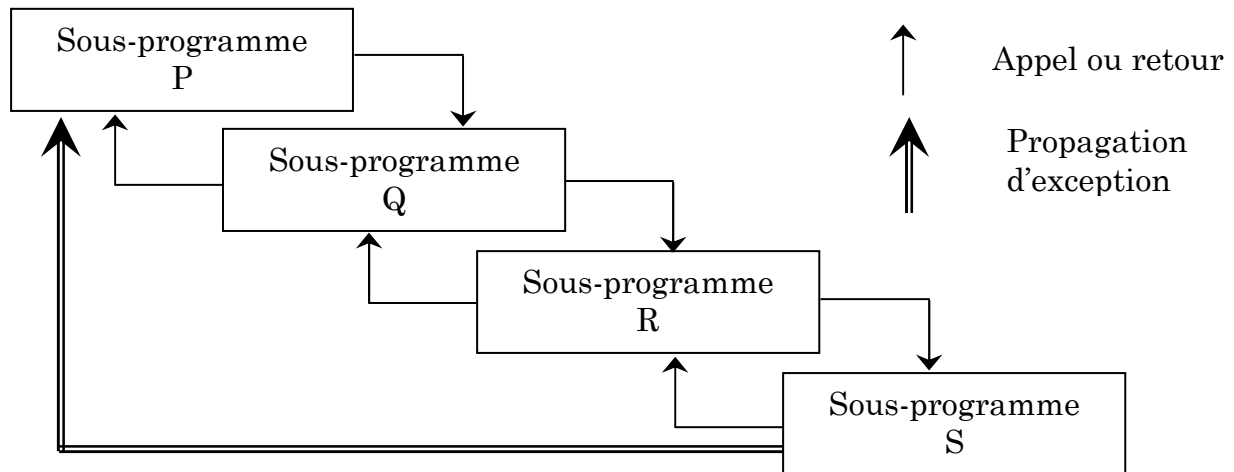 Sous-programme
P
Appel ou retour
Sous-programme
Q
Propagation
d’exception
Sous-programme
R
Sous-programme
S